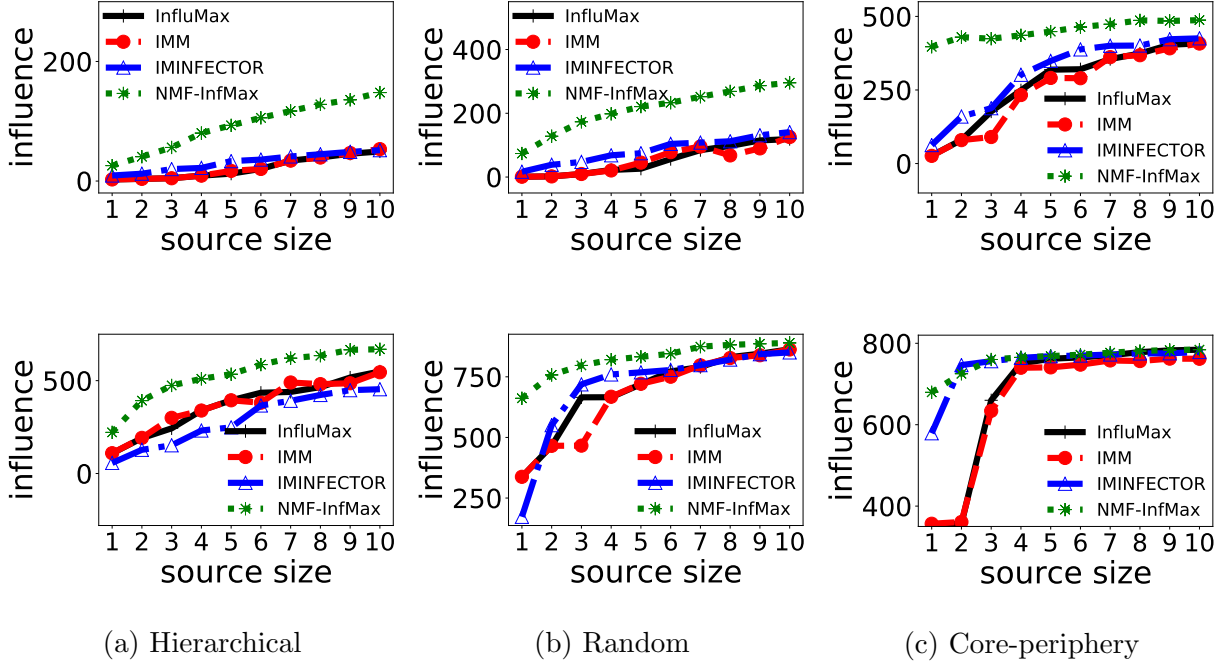 influence
200
0
InfluMax
IMM
IMINFECTOR
NMF-InfMax
1 2 3 4 5 6 7 8 9 10
source size
influence
400
200
0
InfluMax
IMM
IMINFECTOR
NMF-InfMax
1 2 3 4 5 6 7 8 9 10
source size
influence
500
250
0
InfluMax
IMM
IMINFECTOR
NMF-InfMax
1 2 3 4 5 6 7 8 9 10
source size
influence
500
0
InfluMax
IMM
IMINFECTOR
NMF-InfMax
1 2 3 4 5 6 7 8 9 10
source size
influence
750
500
250
InfluMax
IMM
IMINFECTOR
NMF-InfMax
1 2 3 4 5 6 7 8 9 10
source size
influence
800
600
400
InfluMax
IMM
IMINFECTOR
NMF-InfMax
1 2 3 4 5 6 7 8 9 10
source size
(a) Hierarchical
(b) Random
(c) Core-periphery